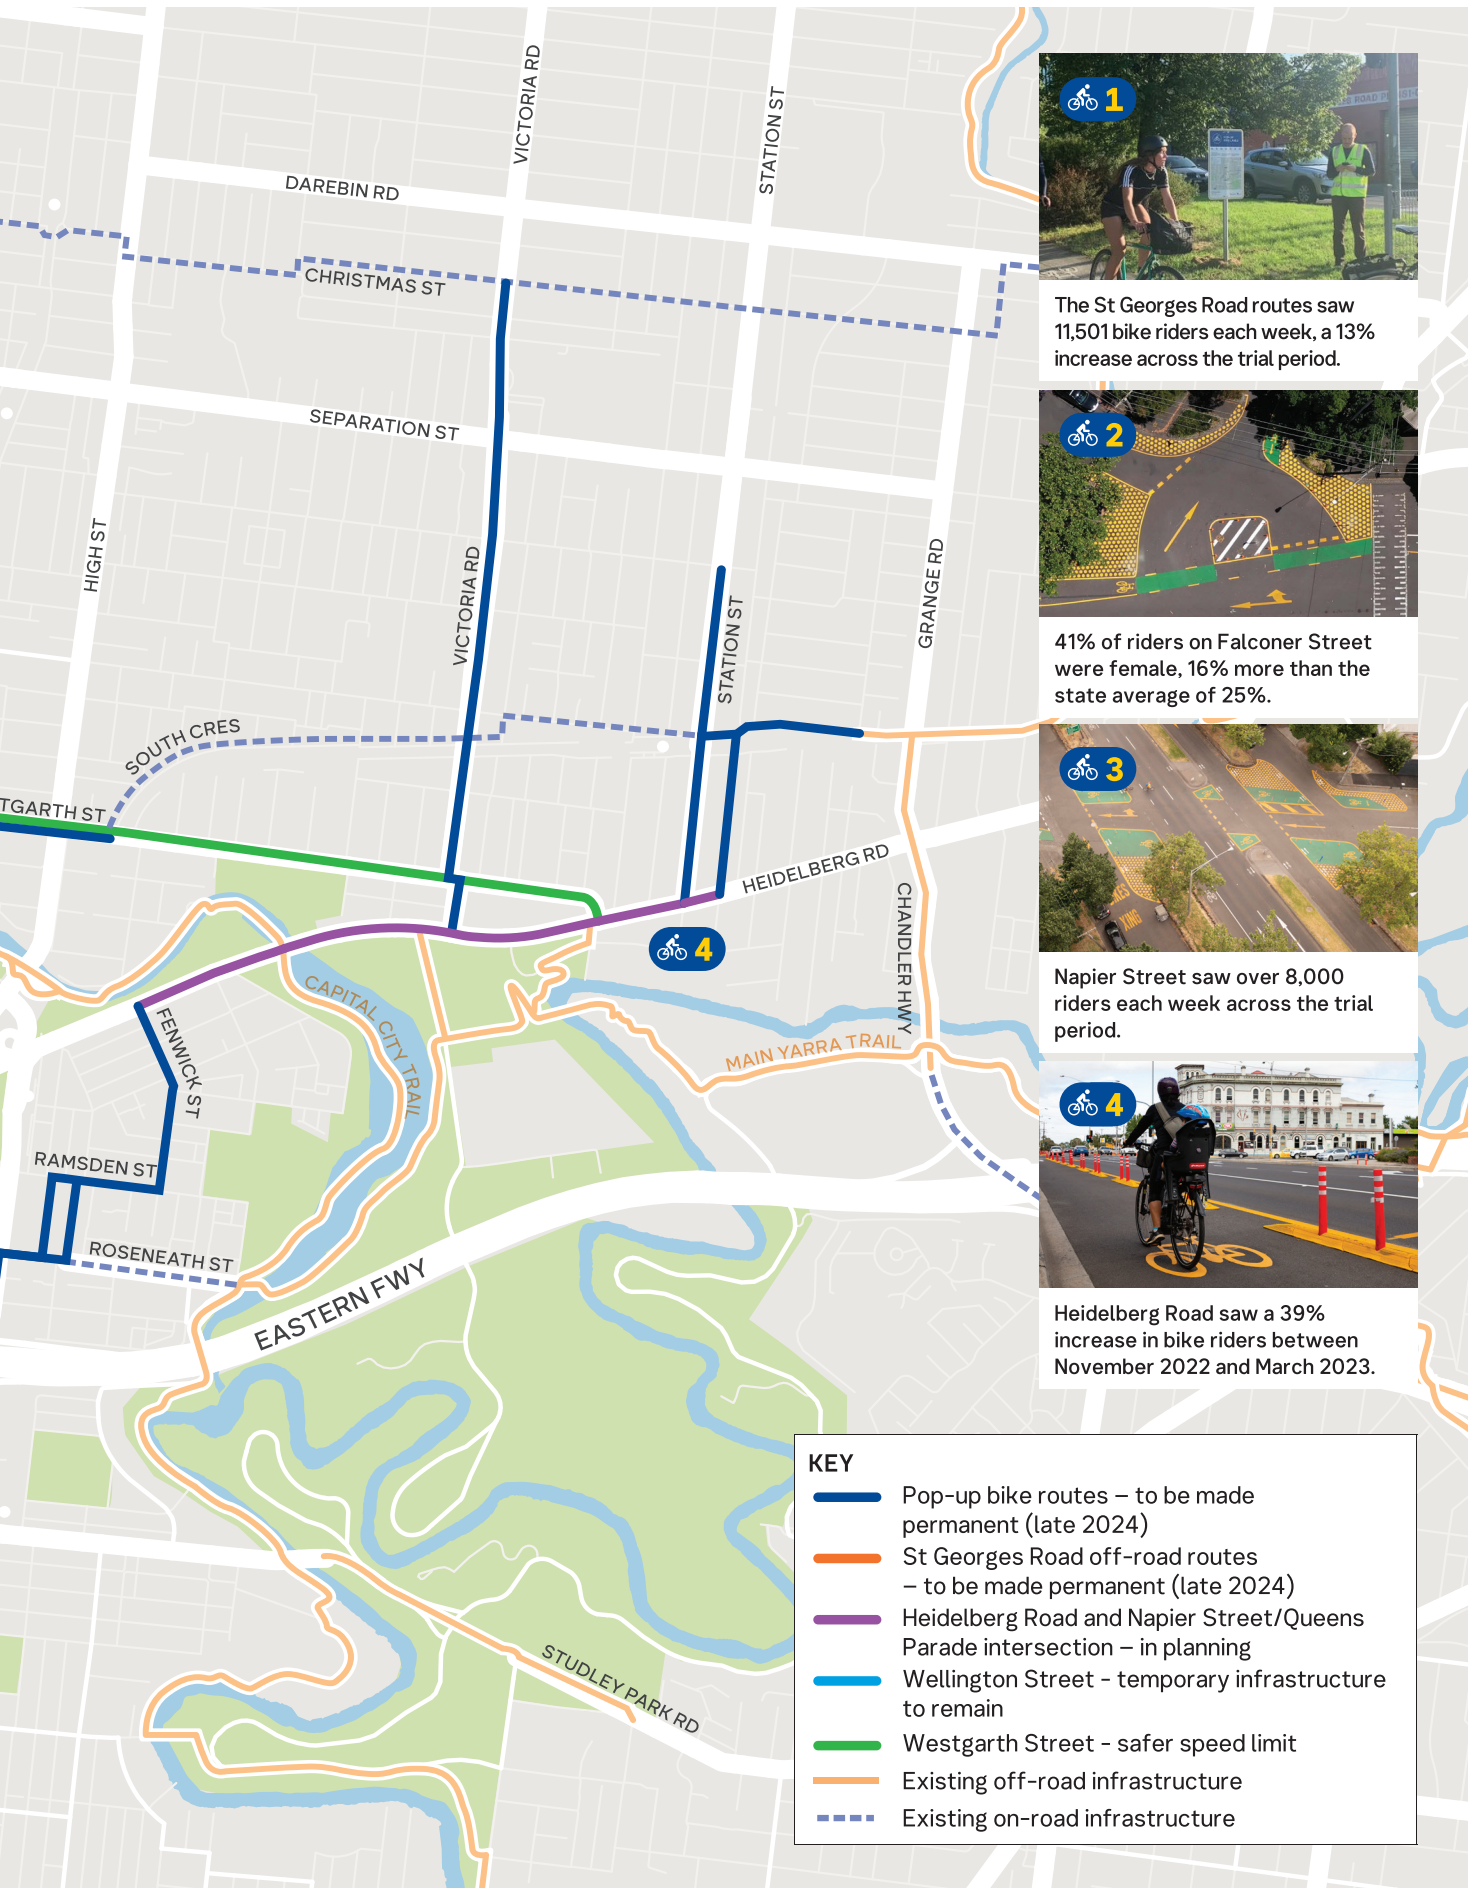 VICTORIA RD
STATION ST
DAREBIN RD
CHRISTMAS ST
SEPARATION ST
HIGH ST
VICTORIA RD
STATION ST
GRANGE RD
SOUTH CRES
TGARTH ST
HEIDELBERG RD
CHANDLER HWY
4
CAPITAL CITY TRAIL
FENWICK ST
MAIN YARRA TRAIL
RAMSDEN ST
ROSENEATH ST
EASTERN FWY
STUDLEY PARK RD
1
The St Georges Road routes saw
11,501 bike riders each week, a 13%
increase across the trial period.
2
41% of riders on Falconer Street
were female, 16% more than the
state average of 25%.
3
XING
Napier Street saw over 8,000
riders each week across the trial
period.
4
Heidelberg Road saw a 39%
increase in bike riders between
November 2022 and March 2023.
KEY
Pop-up bike routes – to be made
permanent (late 2024)
St Georges Road off-road routes
– to be made permanent (late 2024)
Heidelberg Road and Napier Street/Queens
Parade intersection – in planning
Wellington Street - temporary infrastructure
to remain
Westgarth Street - safer speed limit
Existing off-road infrastructure
Existing on-road infrastructure